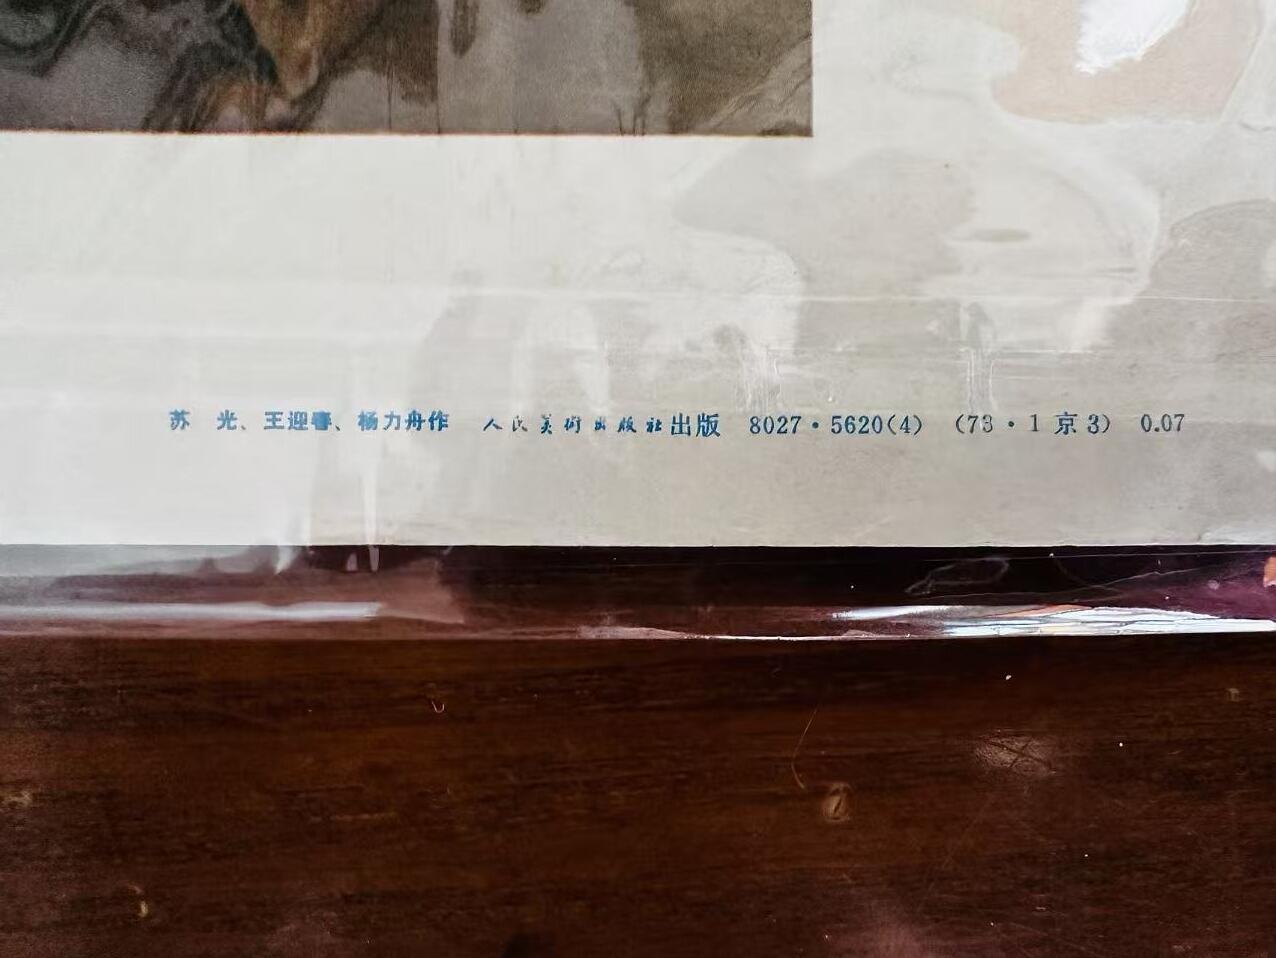 苏　光、王迎春、杨力舟作　人民美術出版社出版　8027·5620(4)　(73·1京3)　0.07